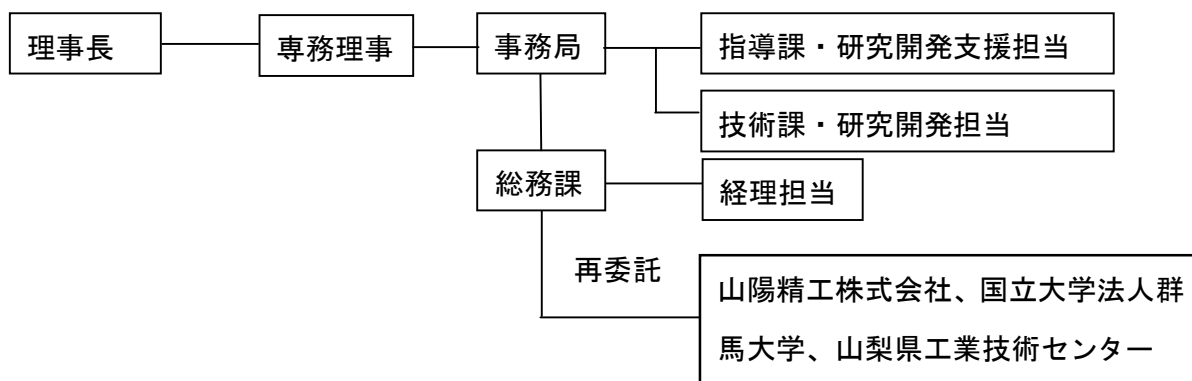 理事長
専務理事
事務局
指導課・研究開発支援担当
技術課・研究開発担当
総務課
経理担当
再委託
山陽精工株式会社、国立大学法人群
馬大学、山梨県工業技術センター